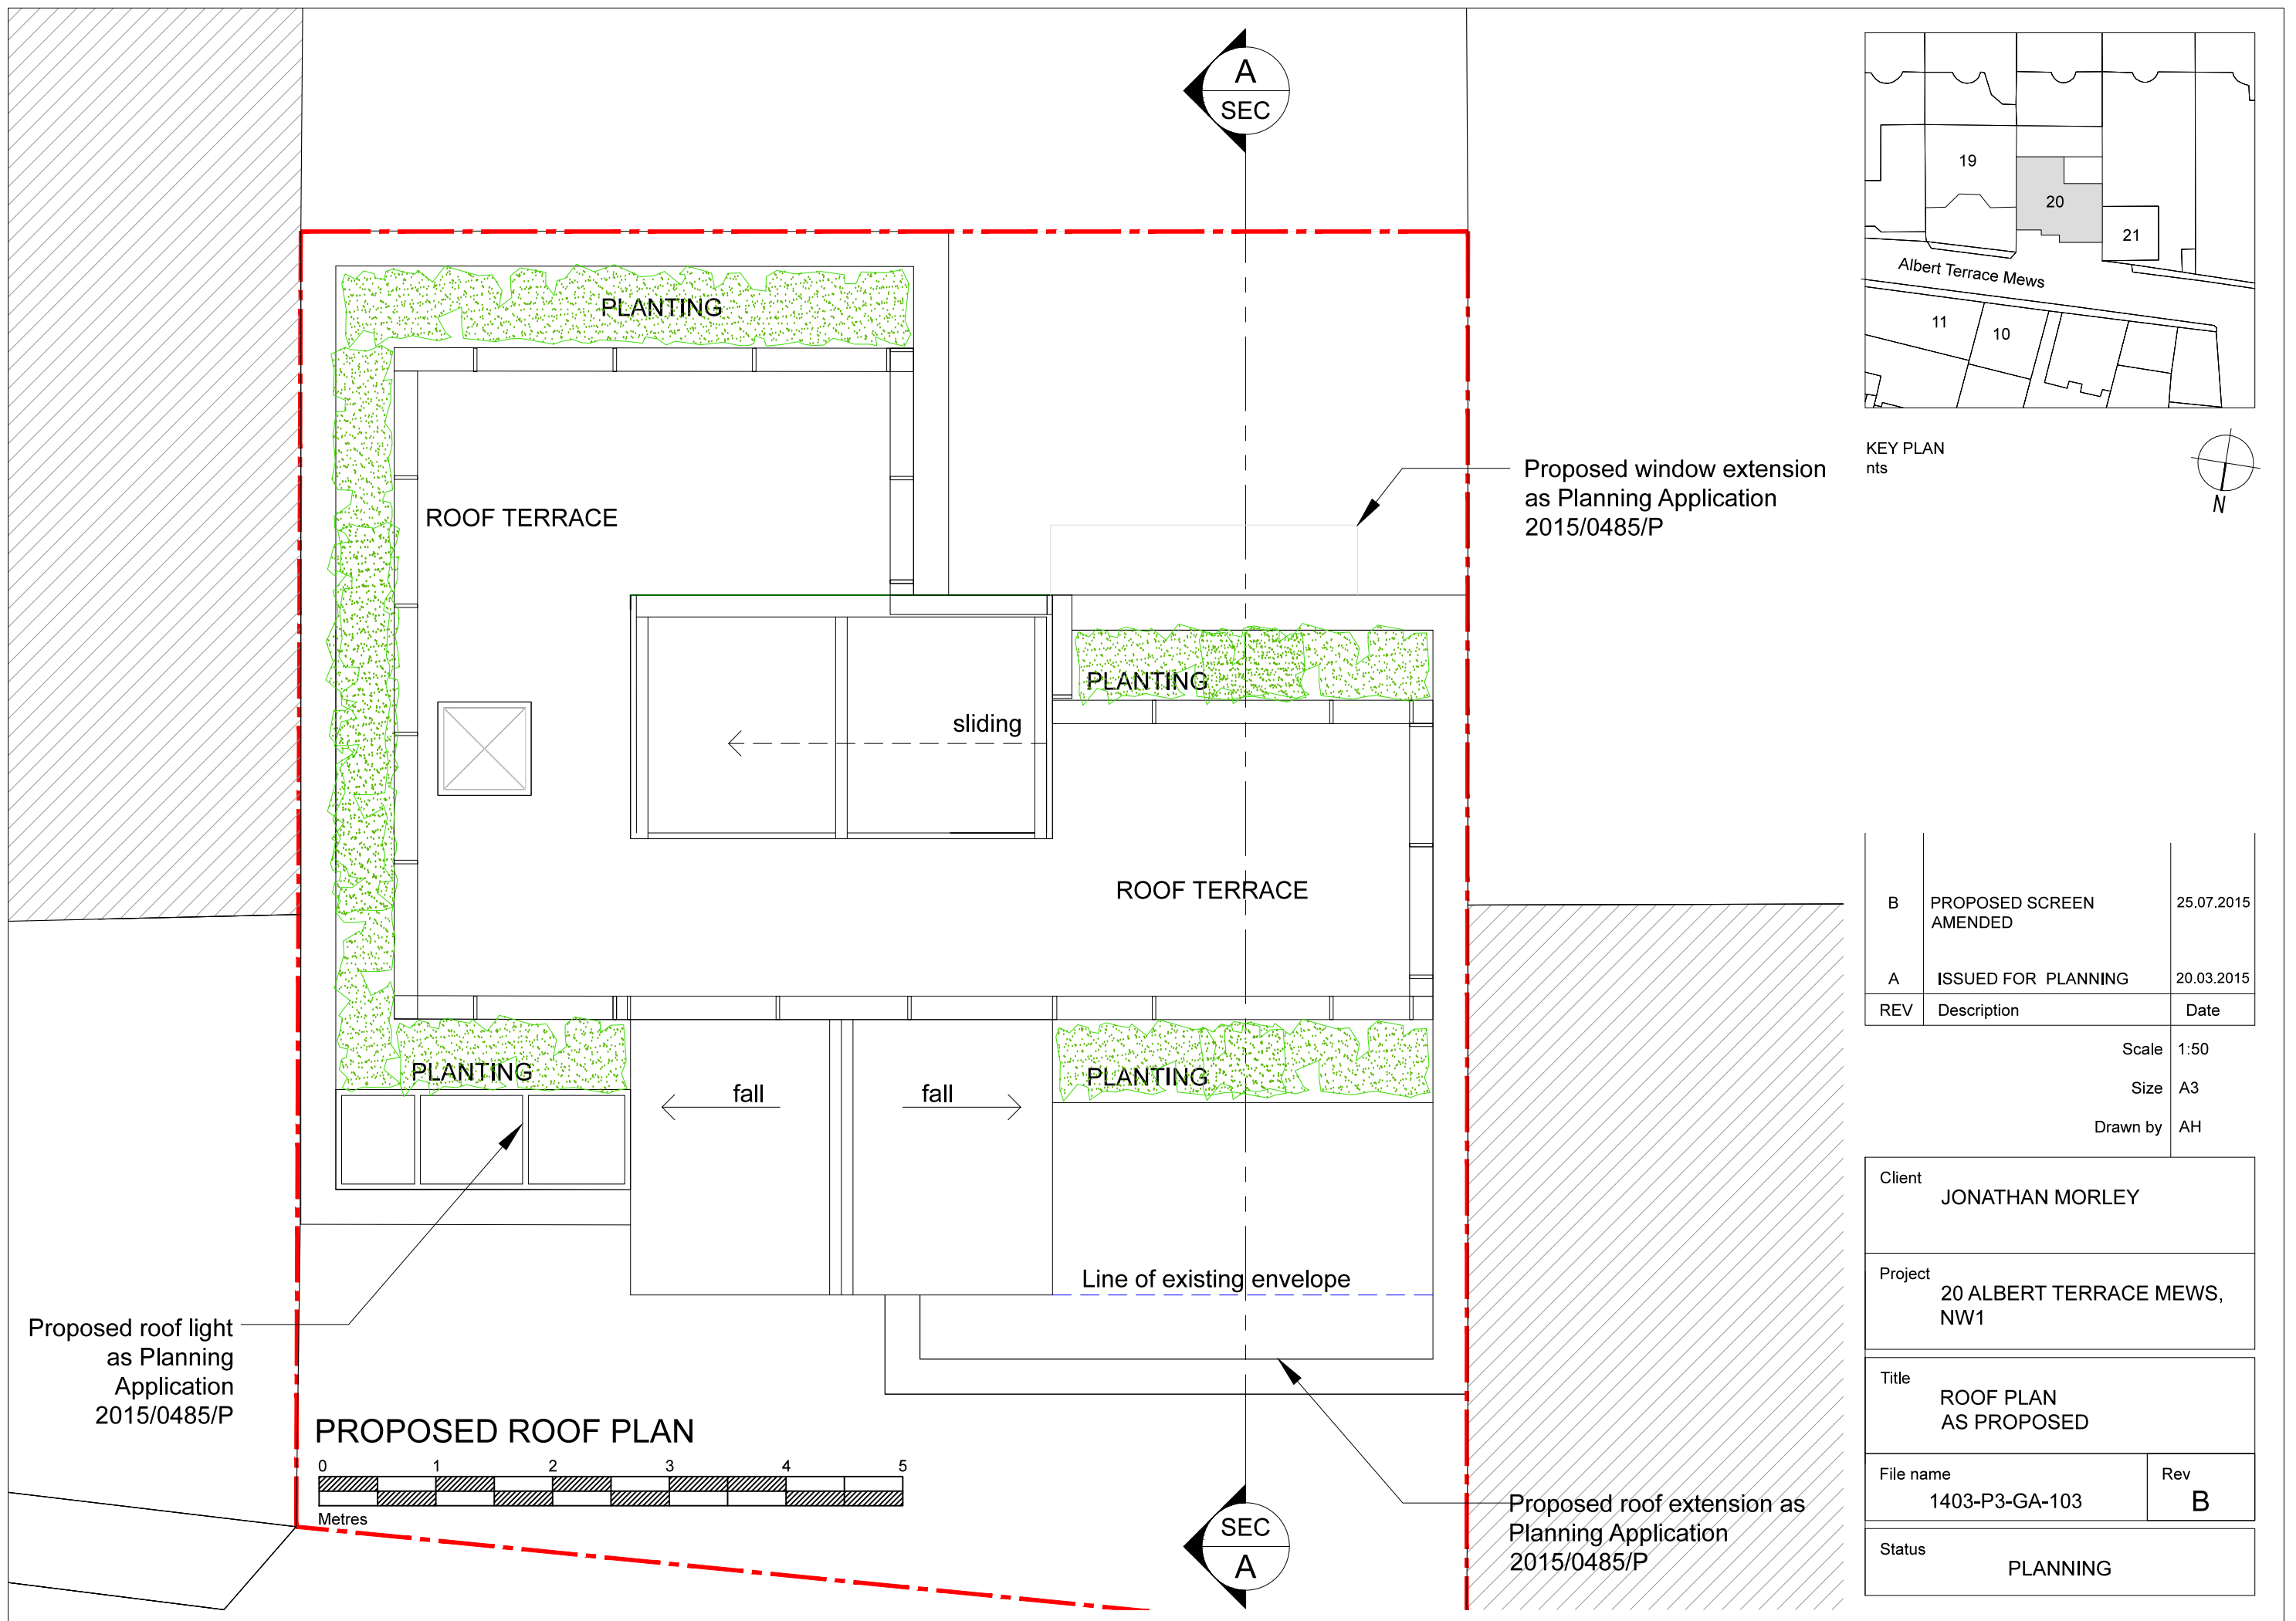 A
SEC
PLANTING
ROOF TERRACE
Proposed window extension
as Planning Application
2015/0485/P
PLANTING
sliding
ROOF TERRACE
PLANTING
fall
fall
PLANTING
Line of existing envelope
Proposed roof light
as Planning
Application
2015/0485/P
PROPOSED ROOF PLAN
0 1 2 3 4 5
Metres
Proposed roof extension as
Planning Application
2015/0485/P
SEC
A
19
20
21
Albert Terrace Mews
11
10
KEY PLAN
nts
N
B PROPOSED SCREEN 25.07.2015
AMENDED
A ISSUED FOR PLANNING 20.03.2015
REV Description Date
Scale 1:50
Size A3
Drawn by AH
Client
JONATHAN MORLEY
Project
20 ALBERT TERRACE MEWS,
NW1
Title
ROOF PLAN
AS PROPOSED
File name
1403-P3-GA-103
Rev
B
Status
PLANNING